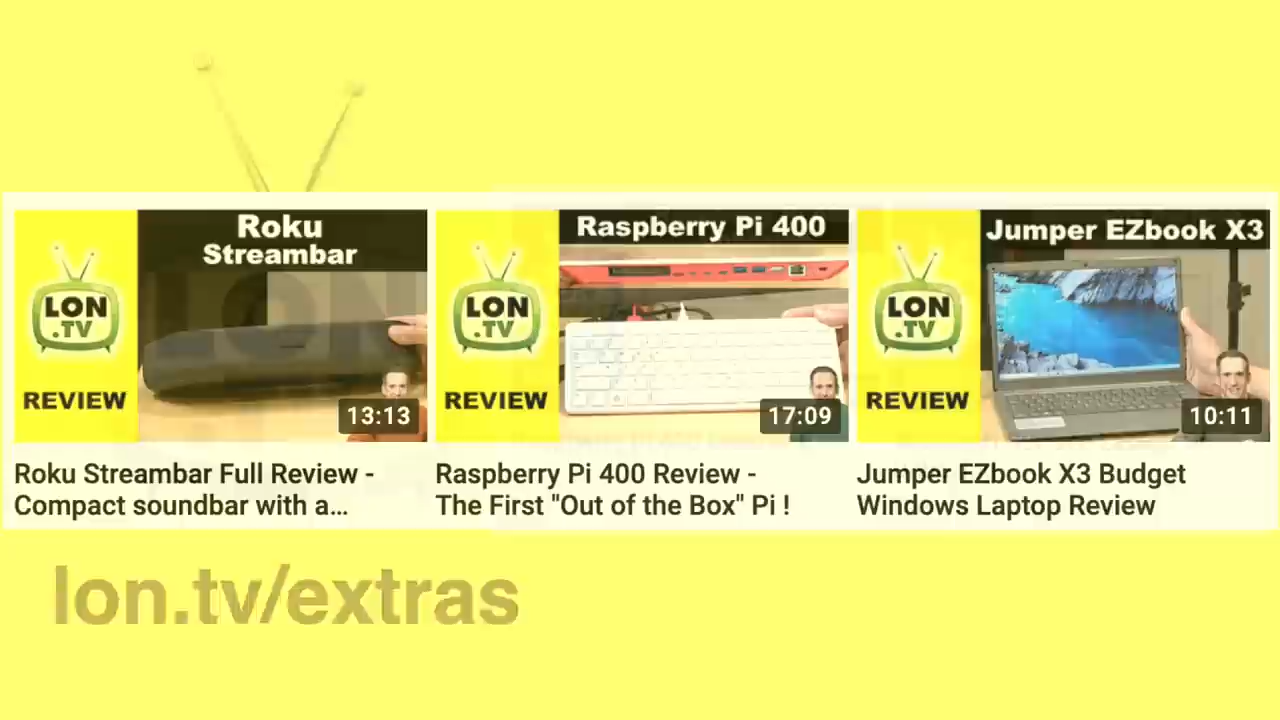 Roku
Streambar
LON
.TV
REVIEW
13:13
Roku Streambar Full Review -
Compact soundbar with a...
Raspberry Pi 400
LON
.TV
REVIEW
17:09
Raspberry Pi 400 Review -
The First "Out of the Box" Pi !
Jumper EZbook X3
LON
.TV
REVIEW
10:11
Jumper EZbook X3 Budget
Windows Laptop Review
LON
lon.tv/extras